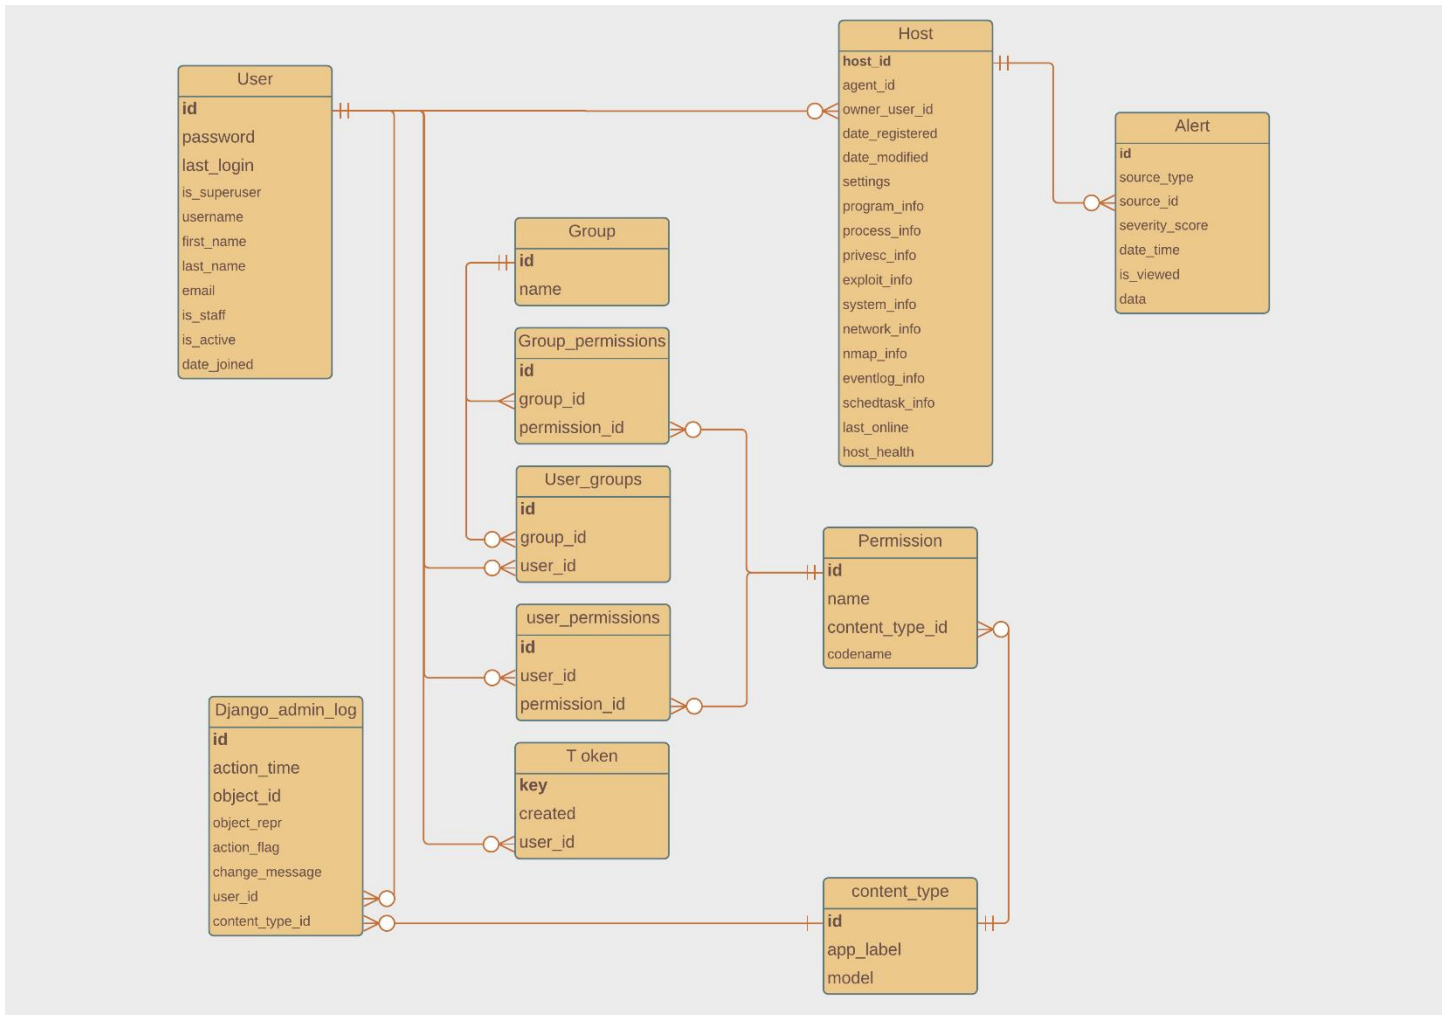 User
id
password
last_login
is_superuser
username
first_name
last_name
email
is_staff
is_active
date_joined
Host
host_id
agent_id
owner_user_id
date_registered
date_modified
settings
program_info
process_info
privesc_info
exploit_info
system_info
network_info
nmap_info
eventlog_info
schedtask_info
last_online
host_health
Alert
id
source_type
source_id
severity_score
date_time
is_viewed
data
Group
id
name
Group_permissions
id
group_id
permission_id
User_groups
id
group_id
user_id
user_permissions
id
user_id
permission_id
T oken
key
created
user_id
Permission
id
name
content_type_id
codename
Django_admin_log
id
action_time
object_id
object_repr
action_flag
change_message
user_id
content_type_id
content_type
id
app_label
model